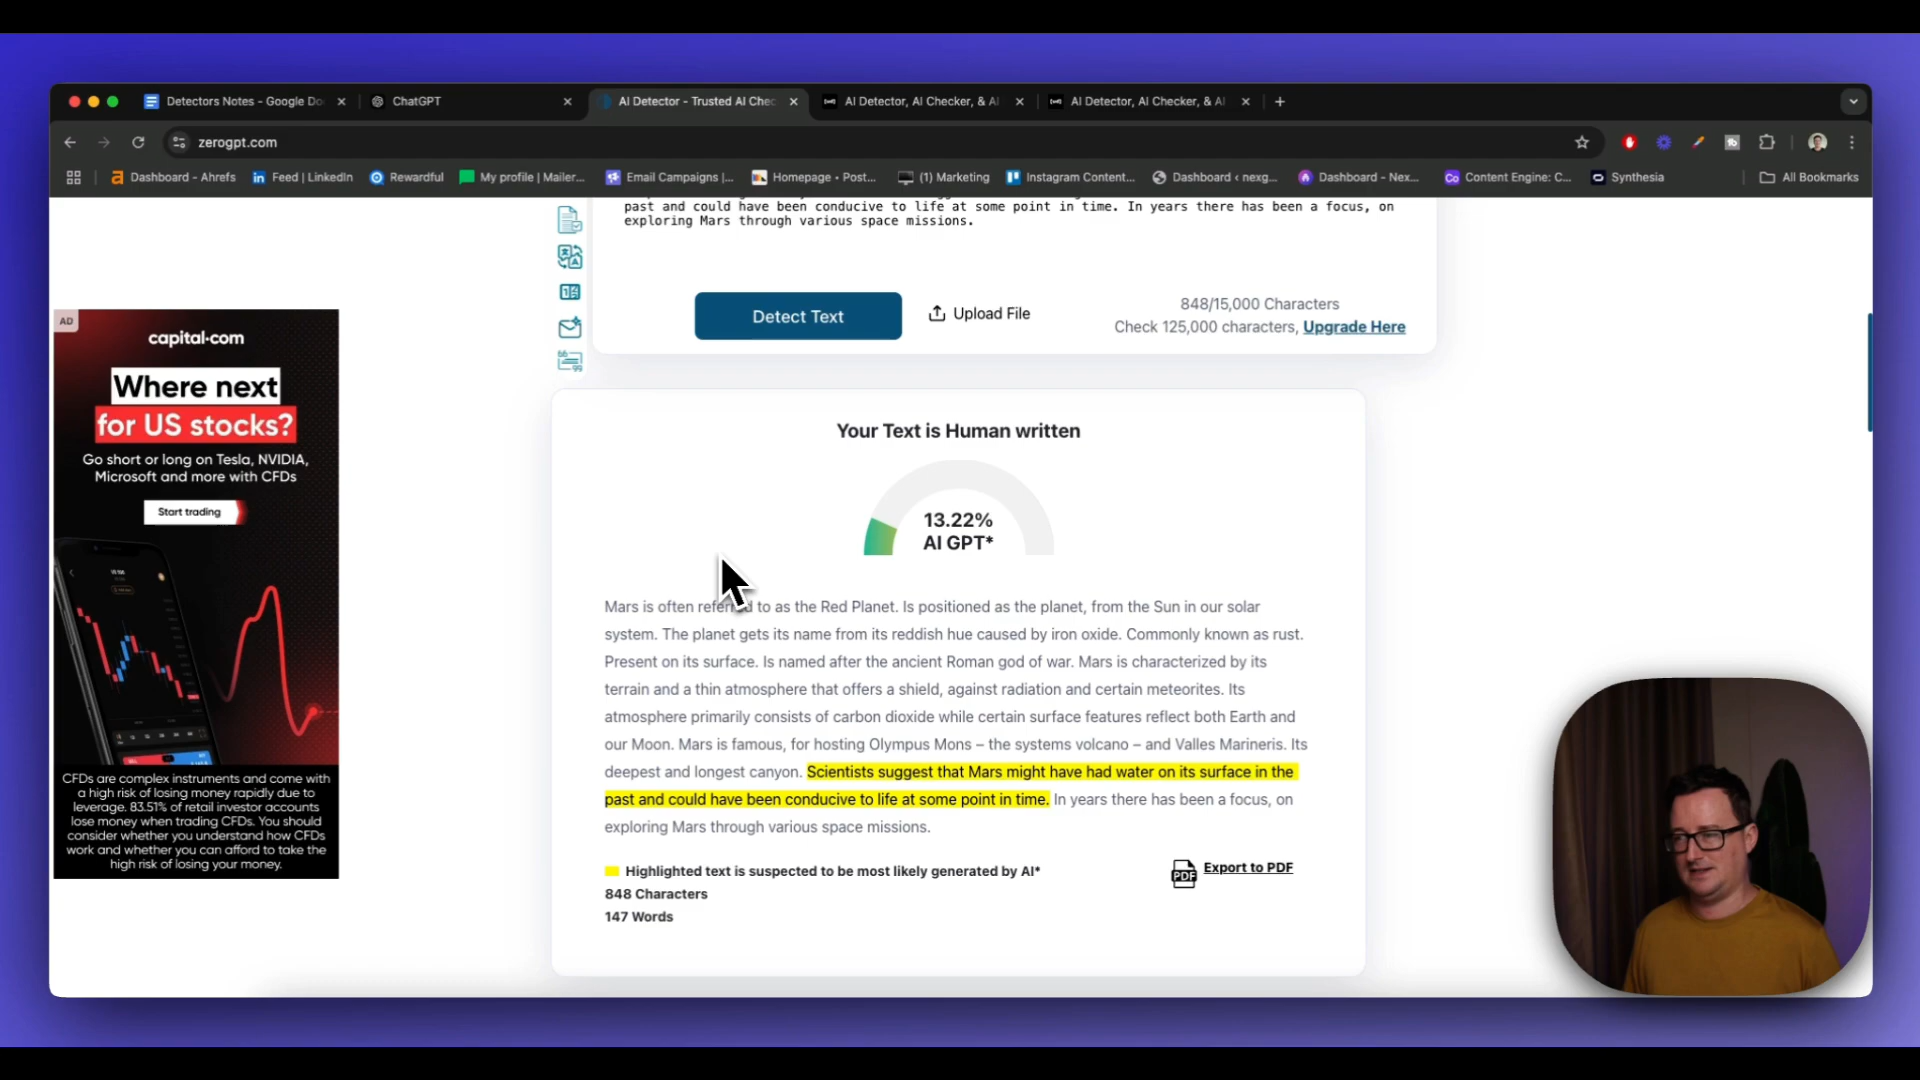 Detectors Notes - Google Do
ChatGPT
AI Detector - Trusted AI Chec
AI Detector, AI Checker, & AI
AI Detector, AI Checker, & AI
zerogpt.com
Dashboard - Ahrefs
Feed | LinkedIn
Rewardful
My profile | Mailer...
Email Campaigns |...
Homepage • Post...
(1) Marketing
Instagram Content...
Dashboard ‹ nexg...
Dashboard - Nex...
Content Engine: C...
Synthesia
All Bookmarks
past and could have been conducive to life at some point in time. In years there has been a focus, on
exploring Mars through various space missions.
Detect Text
Upload File
848/15,000 Characters
Check 125,000 characters, Upgrade Here
AD
capital.com
Where next
for US stocks?
Go short or long on Tesla, NVIDIA,
Microsoft and more with CFDs
Start trading
CFDs are complex instruments and come with
a high risk of losing money rapidly due to
leverage. 83.51% of retail investor accounts
lose money when trading CFDs. You should
consider whether you understand how CFDs
work and whether you can afford to take the
high risk of losing your money.
Your Text is Human written
13.22%
AI GPT*
Mars is often referred to as the Red Planet. Is positioned as the planet, from the Sun in our solar
system. The planet gets its name from its reddish hue caused by iron oxide. Commonly known as rust.
Present on its surface. Is named after the ancient Roman god of war. Mars is characterized by its
terrain and a thin atmosphere that offers a shield, against radiation and certain meteorites. Its
atmosphere primarily consists of carbon dioxide while certain surface features reflect both Earth and
our Moon. Mars is famous, for hosting Olympus Mons – the systems volcano – and Valles Marineris. Its
deepest and longest canyon. Scientists suggest that Mars might have had water on its surface in the
past and could have been conducive to life at some point in time. In years there has been a focus, on
exploring Mars through various space missions.
Highlighted text is suspected to be most likely generated by AI*
848 Characters
147 Words
PDF
Export to PDF